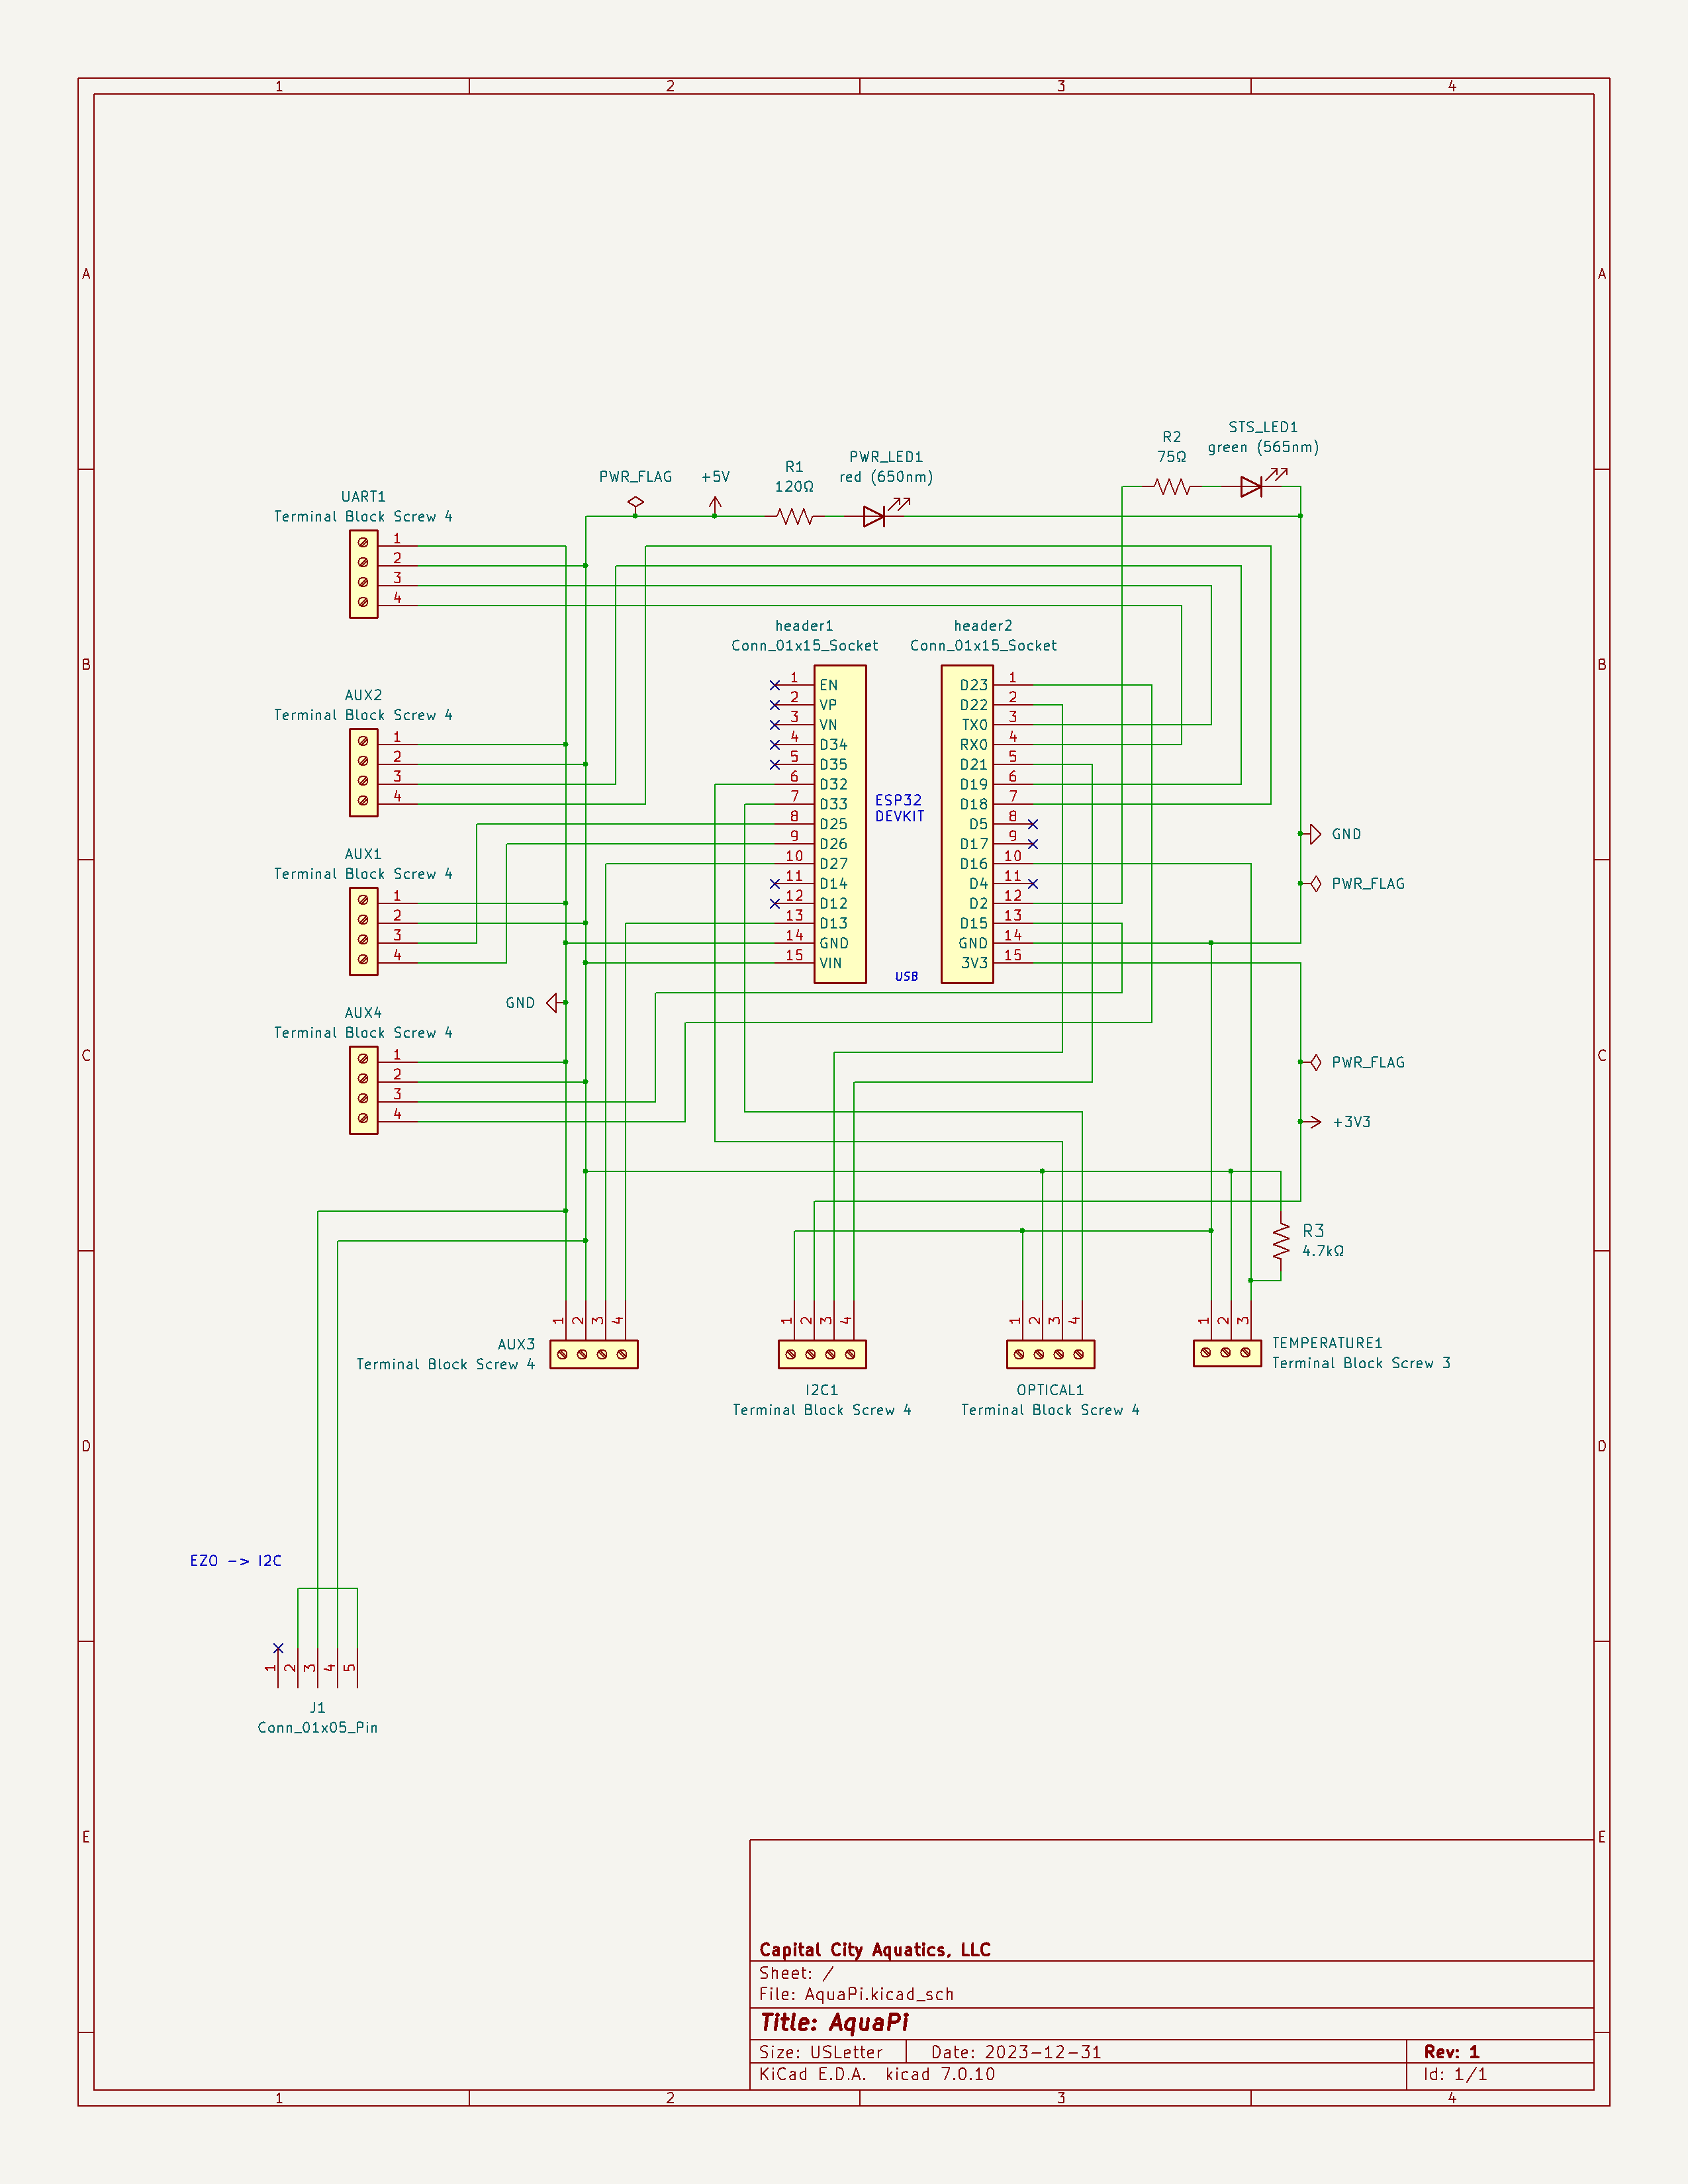 1 2 3 4
A A
STS_LED1
green (565nm)
R2
75Ω
PWR_LED1
red (650nm)
R1
120Ω
PWR_FLAG
+5V
UART1
Terminal Block Screw 4
1
2
3
4
header1
Conn_01x15_Socket
header2
Conn_01x15_Socket
B B
1 EN
2 VP
3 VN
4 D34
5 D35
6 D32
7 D33
8 D25
9 D26
10 D27
11 D14
12 D12
13 D13
14 GND
15 VIN
ESP32
DEVKIT
USB
D23 1
D22 2
TX0 3
RX0 4
D21 5
D19 6
D18 7
D5 8
D17 9
D16 10
D4 11
D2 12
D15 13
GND 14
3V3 15
AUX2
Terminal Block Screw 4
1
2
3
4
GND
PWR_FLAG
AUX1
Terminal Block Screw 4
1
2
3
4
GND
AUX4
Terminal Block Screw 4
1
2
3
4
C C
PWR_FLAG
+3V3
R3
4.7kΩ
1 2 3 4
AUX3
Terminal Block Screw 4
1 2 3 4
I2C1
Terminal Block Screw 4
1 2 3 4
OPTICAL1
Terminal Block Screw 4
1 2 3
TEMPERATURE1
Terminal Block Screw 3
D D
EZO -> I2C
1 2 3 4 5
J1
Conn_01x05_Pin
E E
Capital City Aquatics, LLC
Sheet: /
File: AquaPi.kicad_sch
Title: AquaPi
Size: USLetter Date: 2023-12-31 Rev: 1
KiCad E.D.A. kicad 7.0.10 Id: 1/1
1 2 3 4